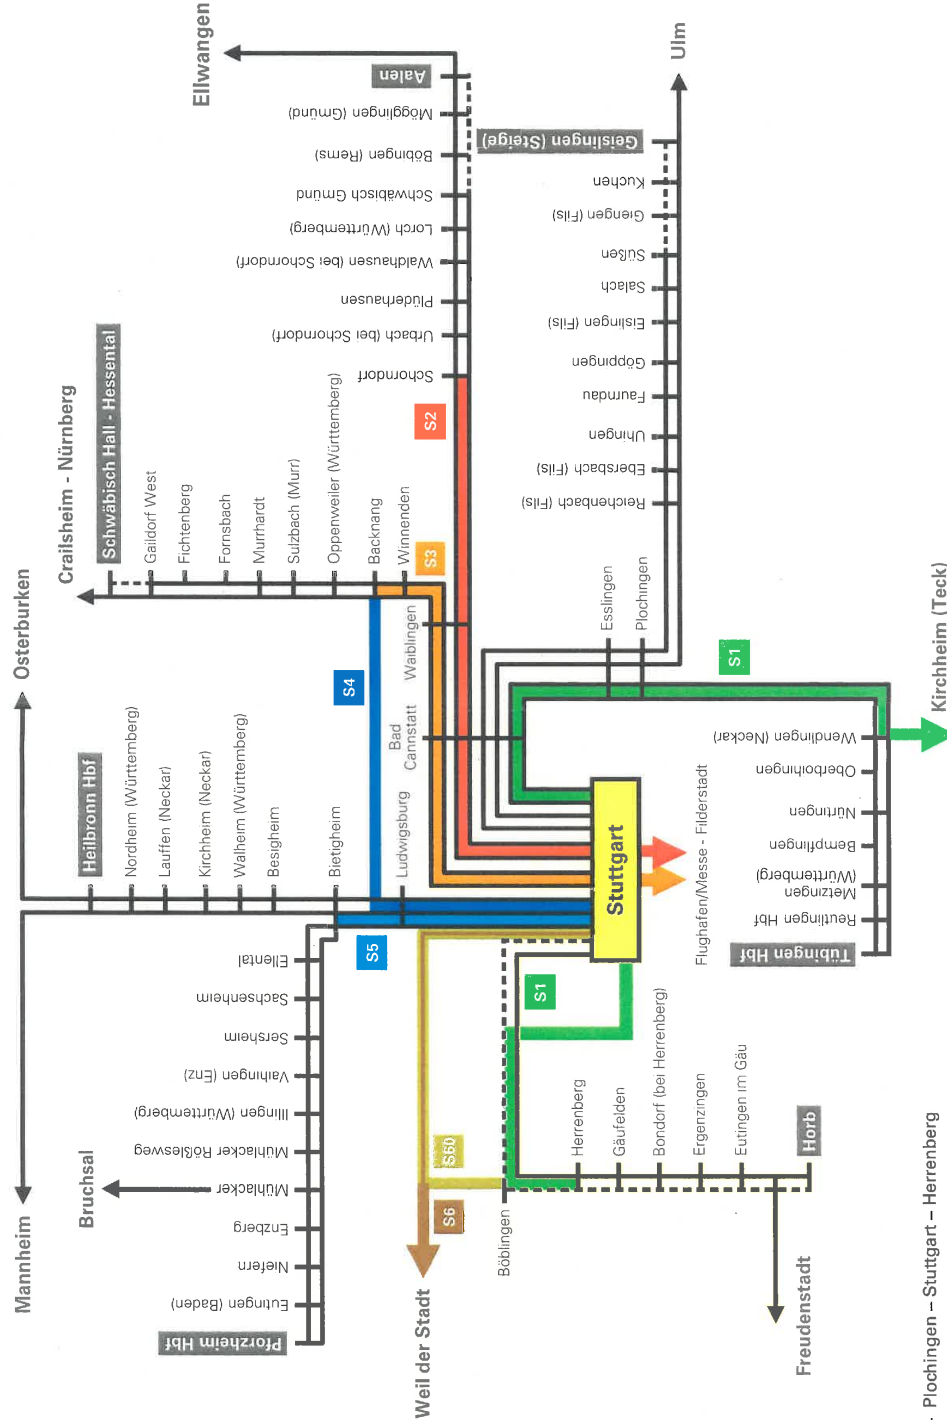 Mannheim
Osterburken
Bruchsal
Crailsheim - Nürnberg
Ellwangen
Heilbronn Hbf
Nordheim (Württemberg)
Lauffen (Neckar)
Kirchheim (Neckar)
Walheim (Württemberg)
Besigheim
Bietigheim
Ludwigsburg
Schwäbisch Hall - Hessental
Gaildorf West
Fichtenberg
Fornsbach
Murrhardt
Sulzbach (Murr)
Oppenweiler (Württemberg)
Backnang
Winnenden
Pforzheim Hbf
Eutingen (Baden)
Niefern
Enzberg
Mühlacker
Mühlacker Rößlesweg
Illingen (Württemberg)
Vaihingen (Enz)
Sersheim
Sachsenheim
Ellental
Schorndorf
Urbach (bei Schorndorf)
Plüderhausen
Waldhausen (bei Schorndorf)
Lorch (Württemberg)
Schwäbisch Gmünd
Böbingen (Rems)
Mögglingen (Gmünd)
Aalen
S5
S4
S3
S2
S6
S60
S1
S1
Weil der Stadt
Bad
Cannstatt
Waiblingen
Böblingen
Stuttgart
Esslingen
Plochingen
Reichenbach (Fils)
Ebersbach (Fils)
Uhingen
Faurndau
Göppingen
Eislingen (Fils)
Salach
Süßen
Giengen (Fils)
Kuchen
Geislingen (Steige)
Ulm
Herrenberg
Gäufelden
Bondorf (bei Herrenberg)
Ergenzingen
Eutingen im Gäu
Horb
Freudenstadt
Flughafen/Messe - Filderstadt
Tübingen Hbf
Reutlingen Hbf
Metzingen
(Württemberg)
Bempflingen
Nürtingen
Oberboihingen
Wendlingen (Neckar)
Kirchheim (Teck)
Plochingen – Stuttgart – Herrenberg